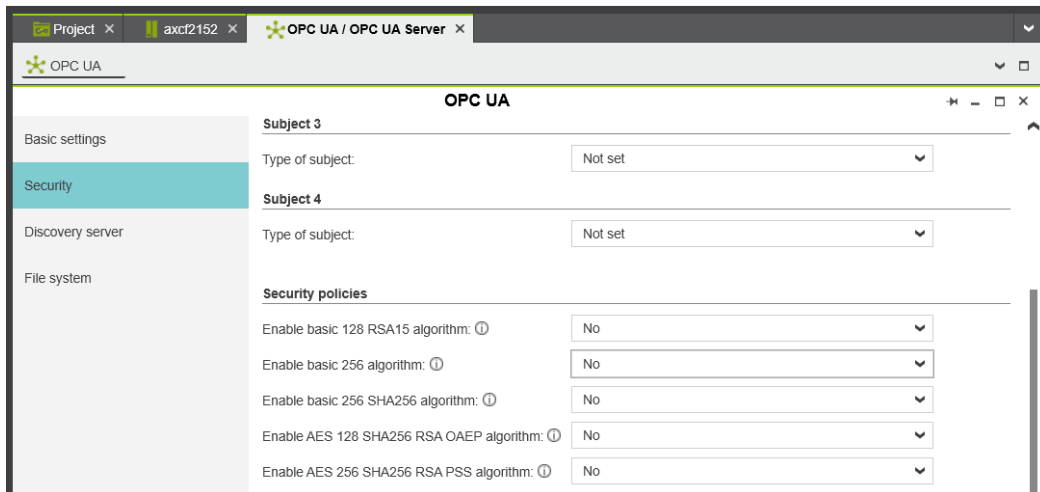 Project
axcf2152
OPC UA / OPC UA Server
OPC UA
OPC UA
Basic settings
Security
Discovery server
File system
Subject 3
Type of subject: Not set
Subject 4
Type of subject: Not set
Security policies
Enable basic 128 RSA15 algorithm: No
Enable basic 256 algorithm: No
Enable basic 256 SHA256 algorithm: No
Enable AES 128 SHA256 RSA OAEP algorithm: No
Enable AES 256 SHA256 RSA PSS algorithm: No